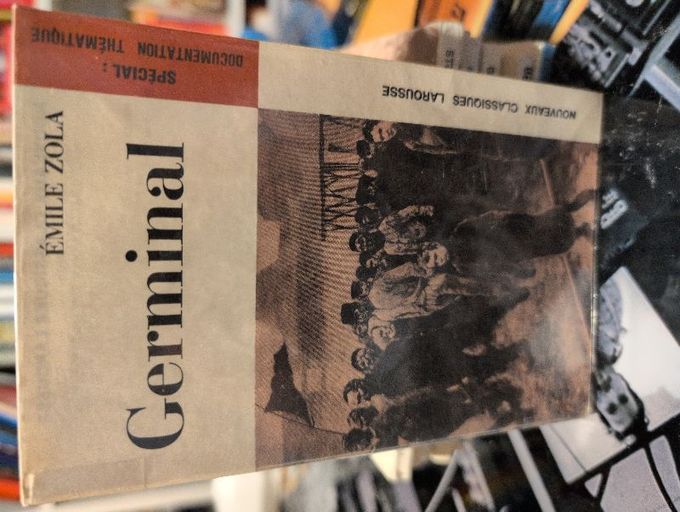 SPÉCIAL :
DOCUMENTATION THÉMATIQUE
NOUVEAUX CLASSIQUES LAROUSSE
ÉMILE ZOLA
Germinal